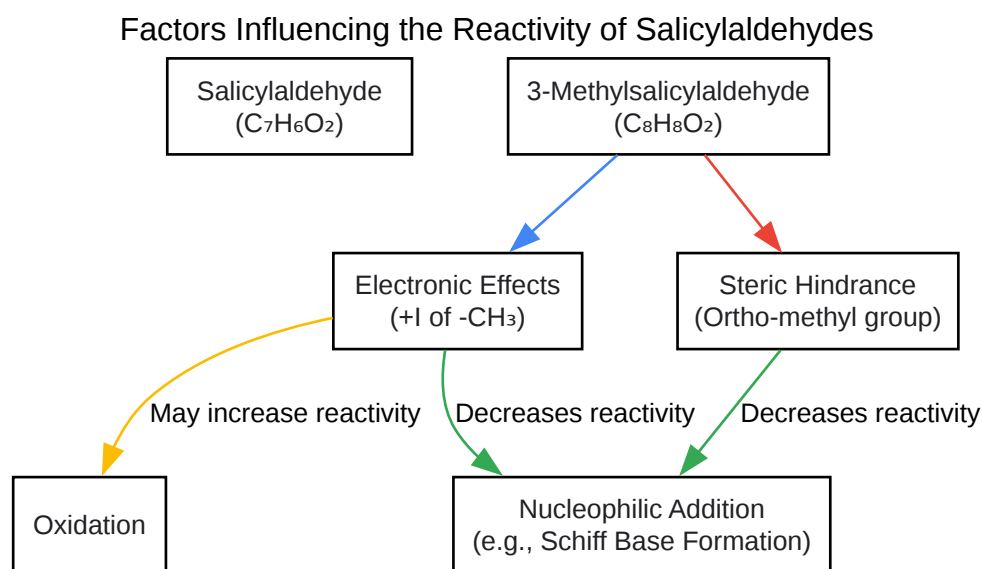 Factors Influencing the Reactivity of Salicylaldehydes
Salicylaldehyde
(C₇H₆O₂)
3-Methylsalicylaldehyde
(C₈H₈O₂)
Electronic Effects
(+I of -CH₃)
Steric Hindrance
(Ortho-methyl group)
May increase reactivity
Decreases reactivity
Decreases reactivity
Oxidation
Nucleophilic Addition
(e.g., Schiff Base Formation)